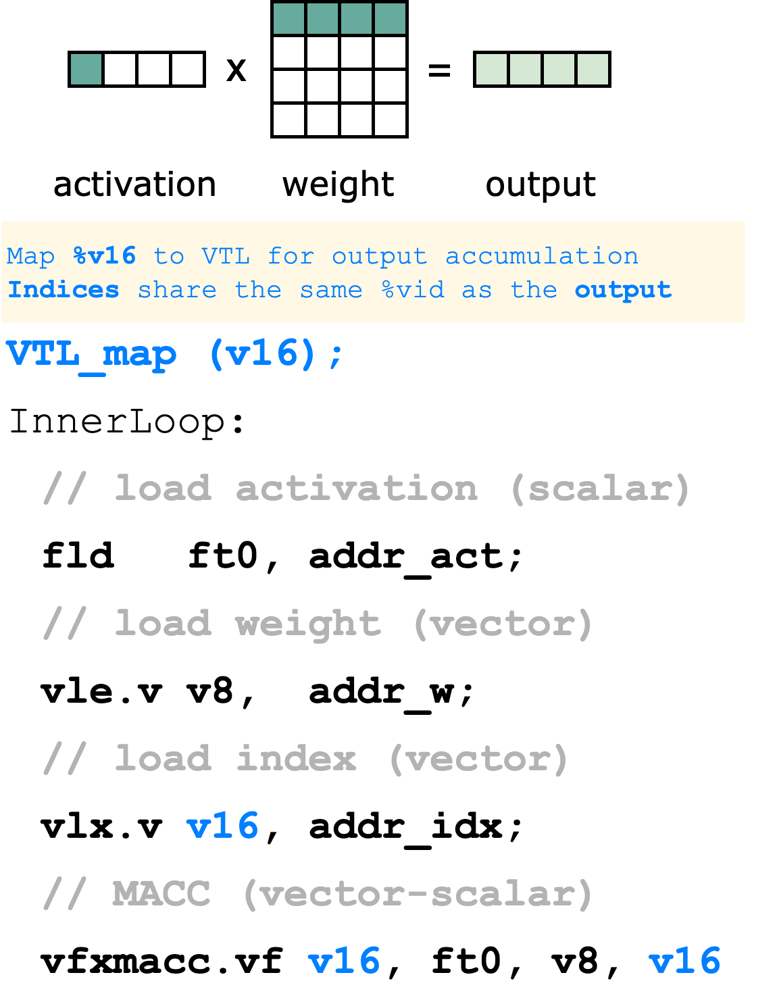 x =
activation weight output
Map %v16 to VTL for output accumulation
Indices share the same %vid as the output
VTL_map (v16);
InnerLoop:
// load activation (scalar)
fld ft0, addr_act;
// load weight (vector)
vle.v v8, addr_w;
// load index (vector)
vlx.v v16, addr_idx;
// MACC (vector-scalar)
vfxmacc.vf v16, ft0, v8, v16